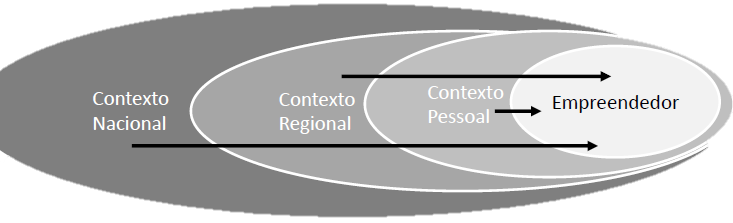 Contexto
Nacional
Contexto
Regional
Contexto
Pessoal
Empreendedor